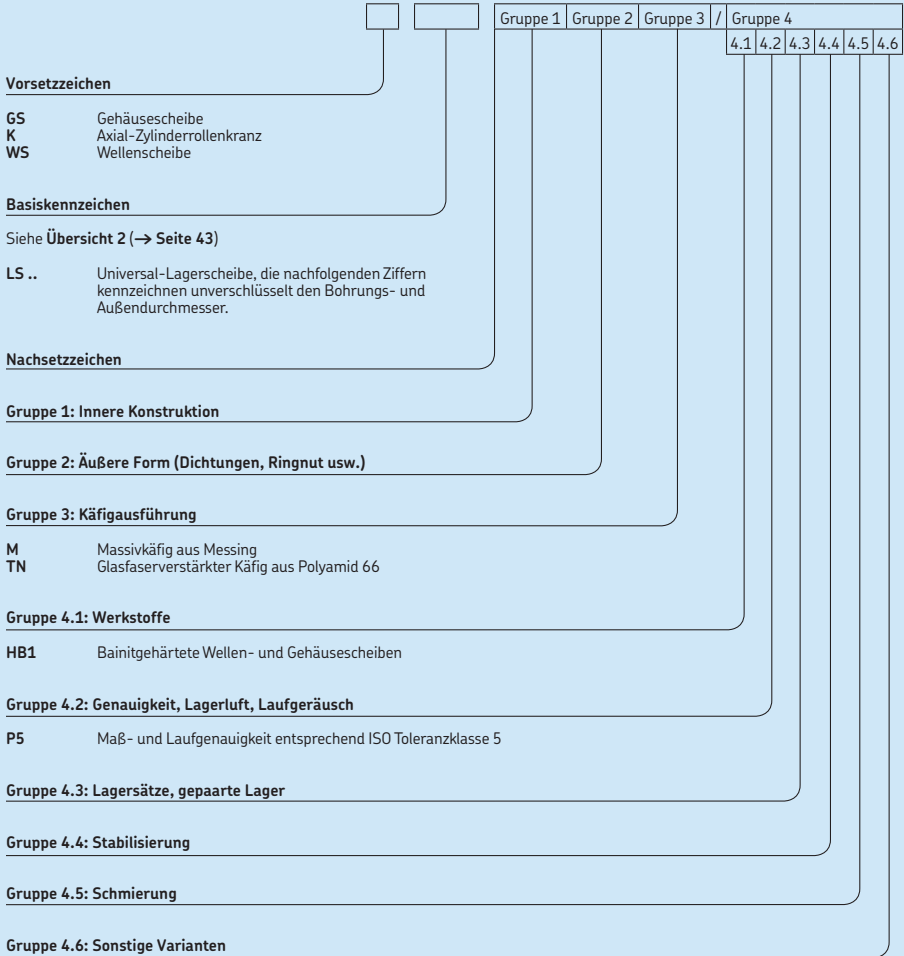 Gruppe 1 Gruppe 2 Gruppe 3 / Gruppe 4
4.1 4.2 4.3 4.4 4.5 4.6
Vorsetzzeichen
GS Gehäusescheibe
K Axial-Zylinderrollenkranz
WS Wellenscheibe
Basiskennzeichen
Siehe Übersicht 2 (→ Seite 43)
LS .. Universal-Lagerscheibe, die nachfolgenden Ziffern
kennzeichnen unverschlüsselt den Bohrungs- und
Außendurchmesser.
Nachsetzzeichen
Gruppe 1: Innere Konstruktion
Gruppe 2: Äußere Form (Dichtungen, Ringnut usw.)
Gruppe 3: Käfigausführung
M Massivkäfig aus Messing
TN Glasfaserverstärkter Käfig aus Polyamid 66
Gruppe 4.1: Werkstoffe
HB1 Bainitgehärtete Wellen- und Gehäusescheiben
Gruppe 4.2: Genauigkeit, Lagerluft, Laufgeräusch
P5 Maß- und Laufgenauigkeit entsprechend ISO Toleranzklasse 5
Gruppe 4.3: Lagersätze, gepaarte Lager
Gruppe 4.4: Stabilisierung
Gruppe 4.5: Schmierung
Gruppe 4.6: Sonstige Varianten